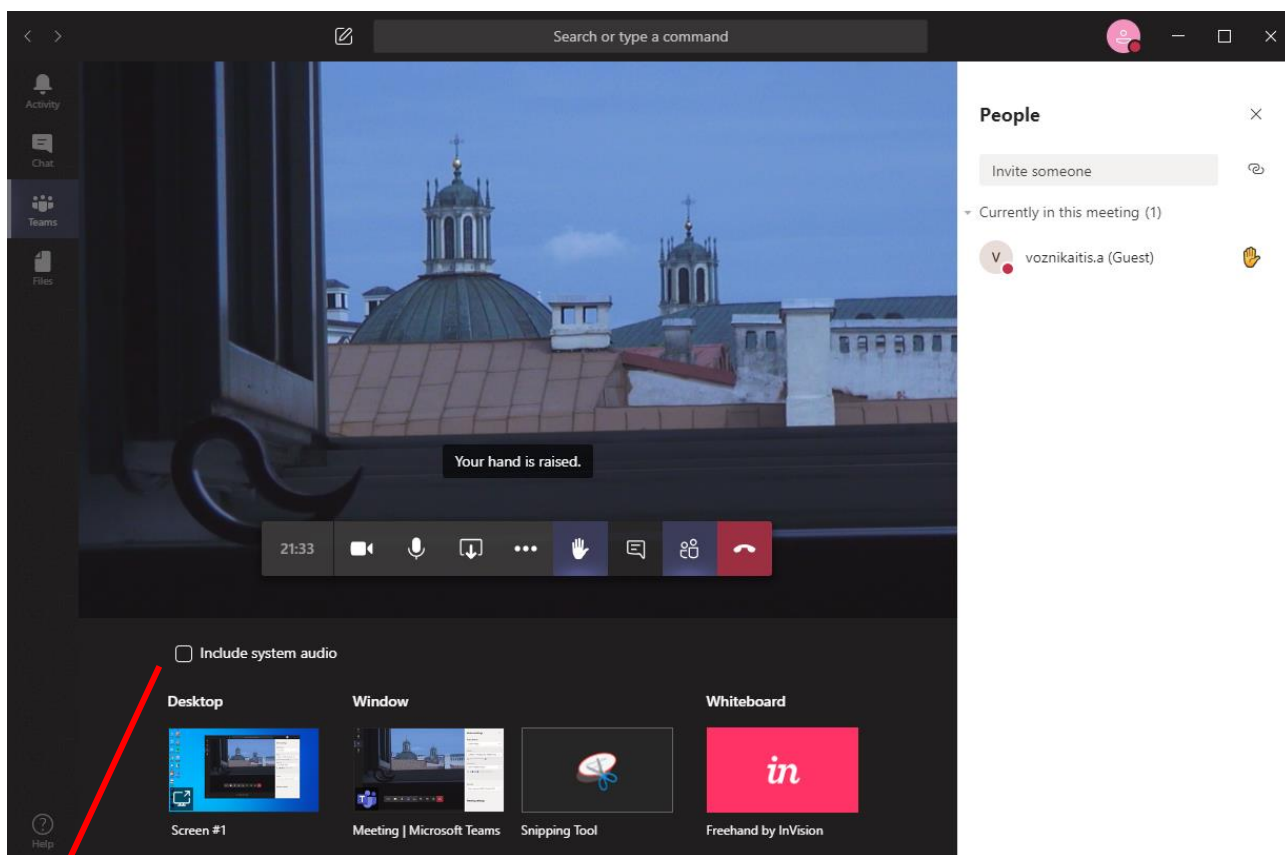 Search or type a command
Activity
Chat
Teams
Files
Help
People
Invite someone
Currently in this meeting (1)
V
voznikaitis.a (Guest)
Your hand is raised.
21:33
Include system audio
Desktop
Window
Whiteboard
in
Screen #1
Meeting | Microsoft Teams
Snipping Tool
Freehand by InVision